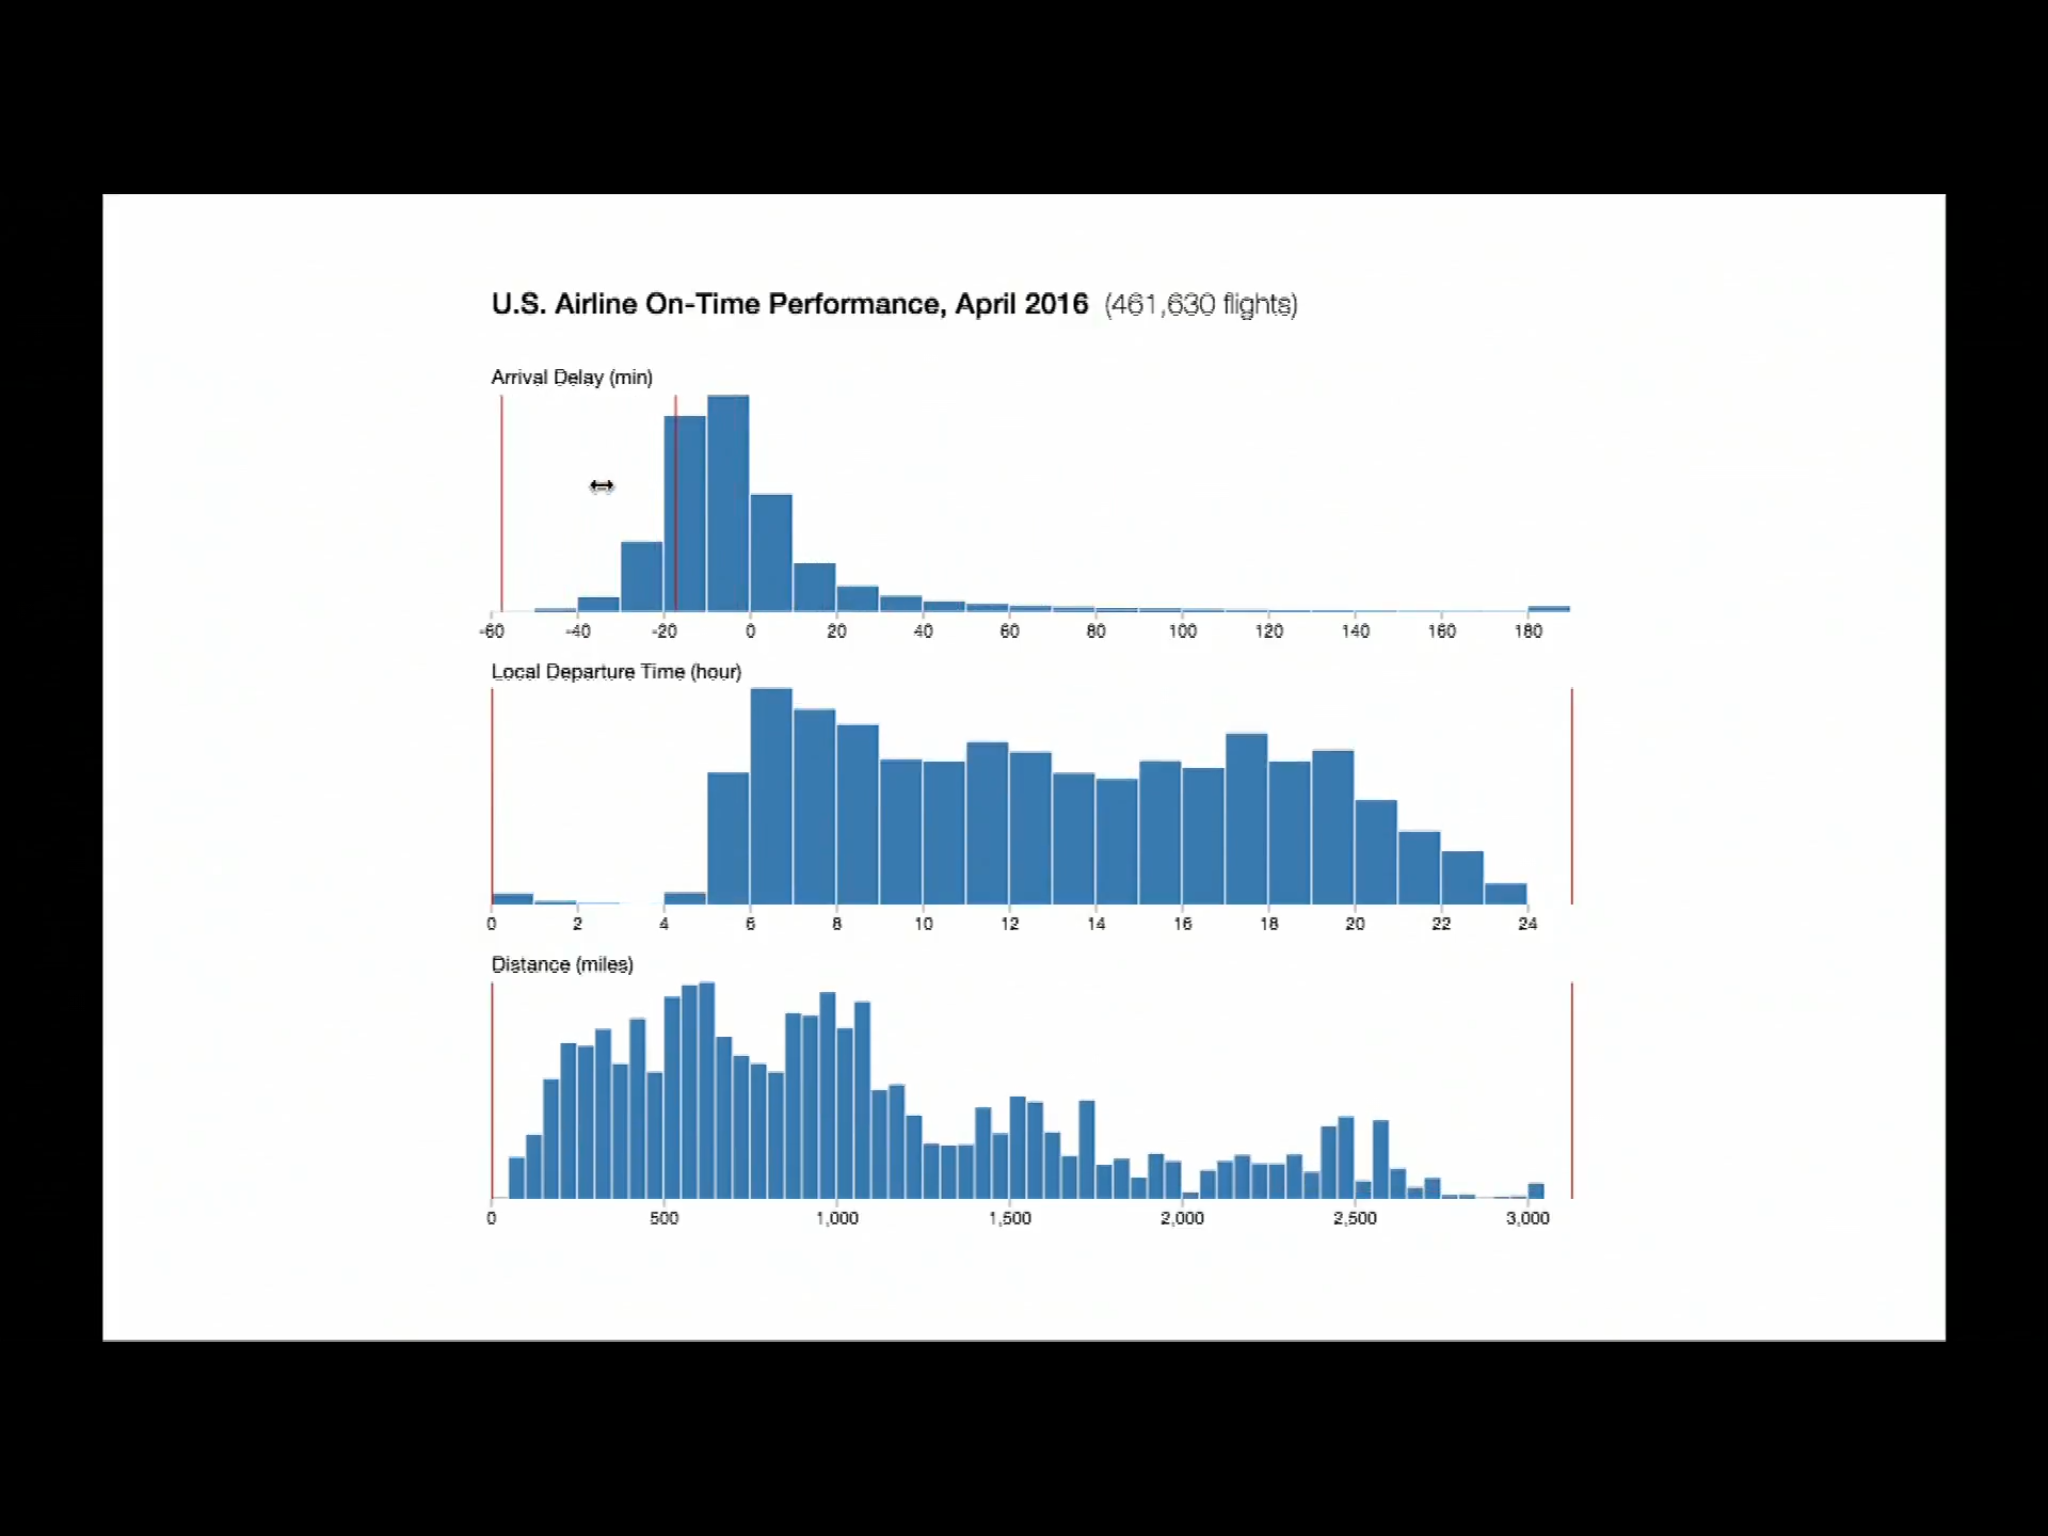 U.S. Airline On-Time Performance, April 2016 (461,630 flights)
Arrival Delay (min)
-60 -40 -20 0 20 40 60 80 100 120 140 160 180
Local Departure Time (hour)
0 2 4 6 8 10 12 14 16 18 20 22 24
Distance (miles)
0 500 1,000 1,500 2,000 2,500 3,000